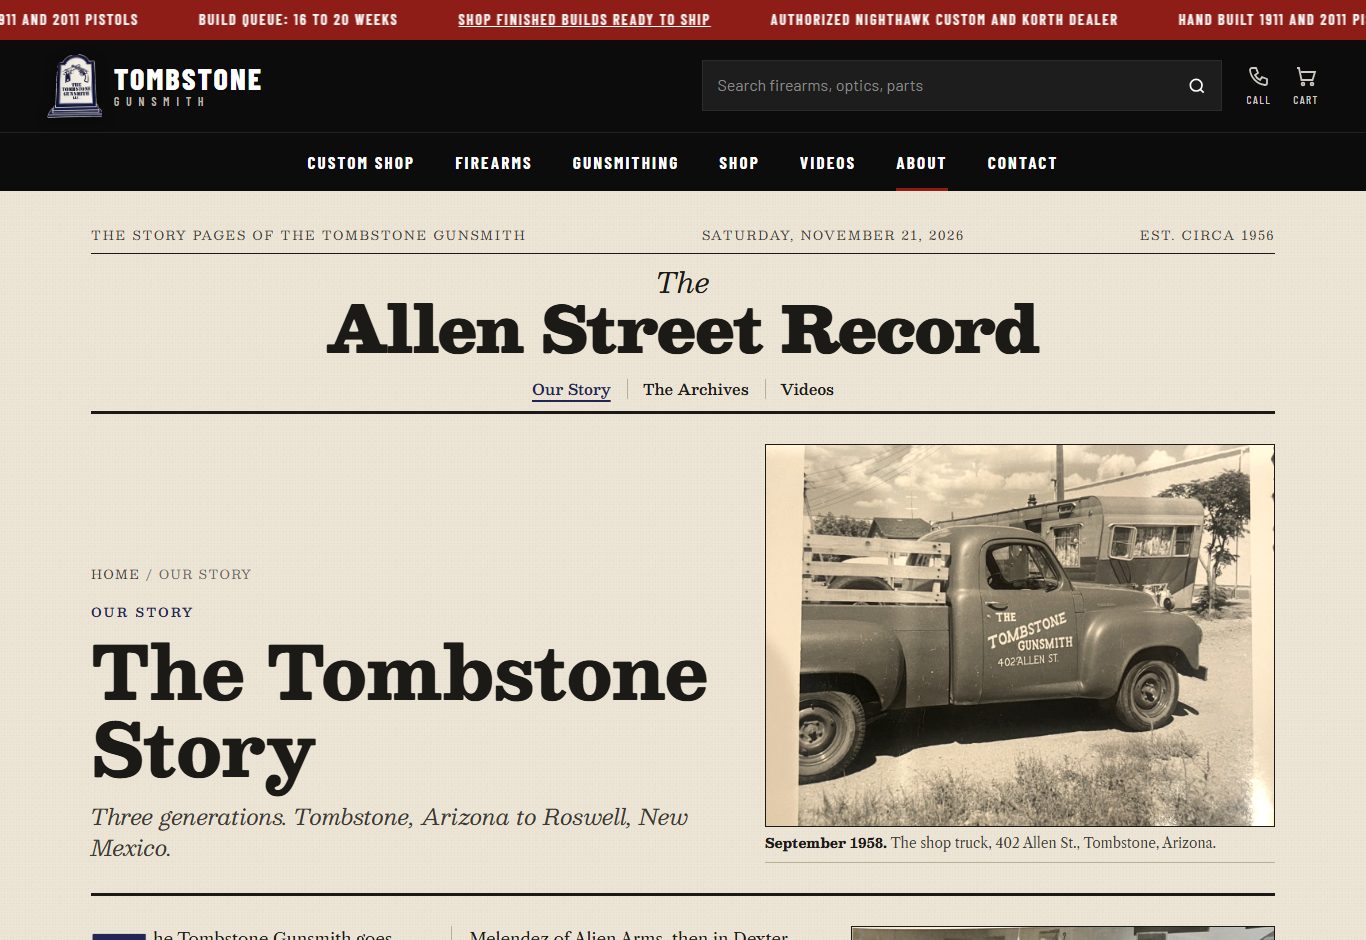 911 AND 2011 PISTOLS BUILD QUEUE: 16 TO 20 WEEKS SHOP FINISHED BUILDS READY TO SHIP AUTHORIZED NIGHTHAWK CUSTOM AND KORTH DEALER HAND BUILT 1911 AND 2011 PI
THE
TOMBSTONE
GUNSMITH
LLC
TOMBSTONE
GUNSMITH
Search firearms, optics, parts
CALL
CART
CUSTOM SHOP FIREARMS GUNSMITHING SHOP VIDEOS ABOUT CONTACT
THE STORY PAGES OF THE TOMBSTONE GUNSMITH SATURDAY, NOVEMBER 21, 2026 EST. CIRCA 1956
The
Allen Street Record
Our Story The Archives Videos
HOME / OUR STORY
OUR STORY
The Tombstone
Story
Three generations. Tombstone, Arizona to Roswell, New
Mexico.
THE
TOMBSTONE
GUNSMITH
402 ALLEN ST.
September 1958. The shop truck, 402 Allen St., Tombstone, Arizona.
he Tombstone Gunsmith goes
Melendez of Alien Arms, then in Dexter